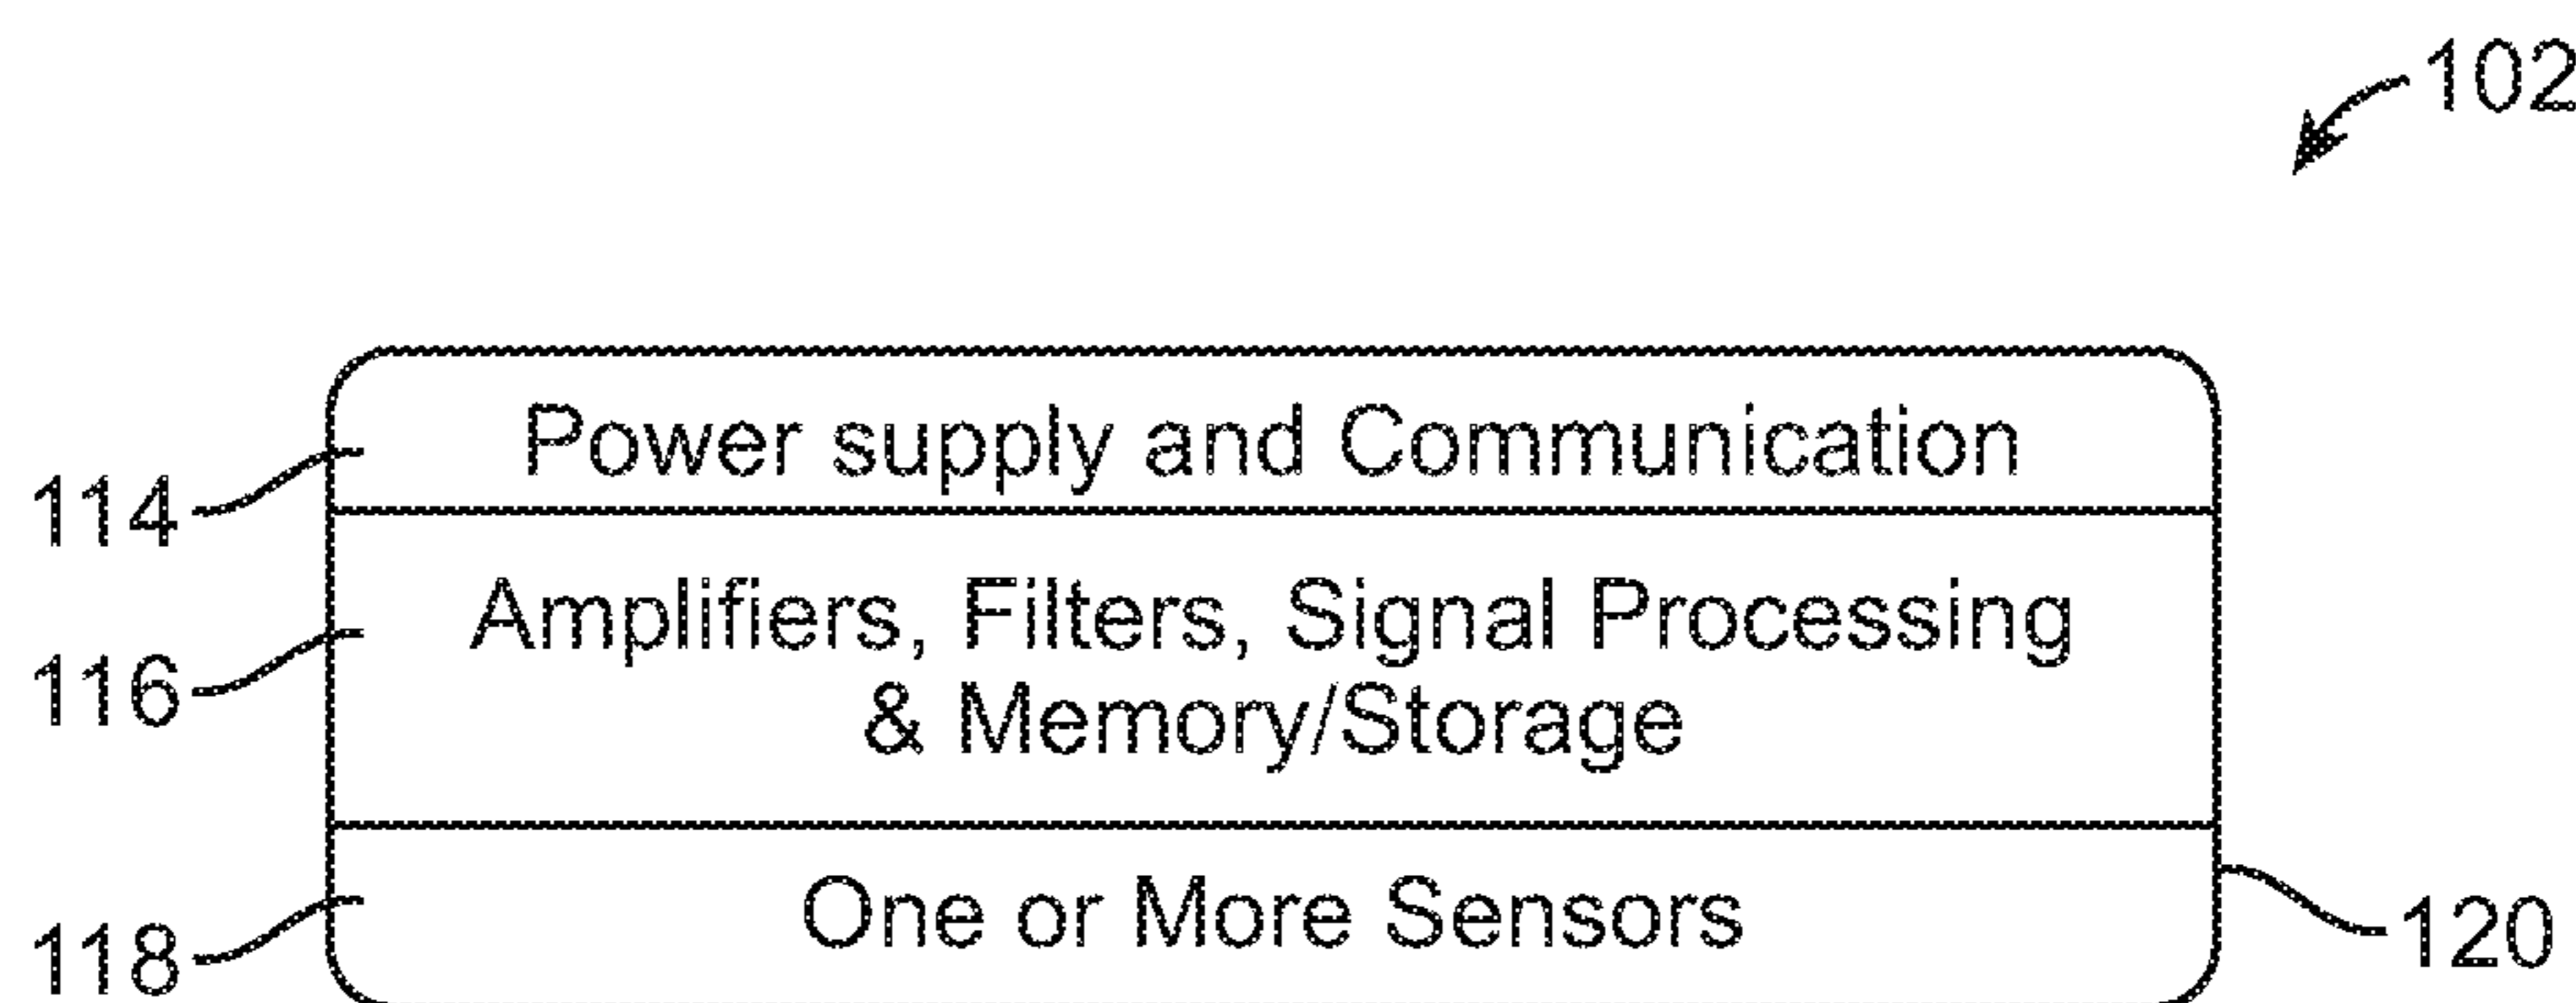 102
Power supply and Communication
114
Amplifiers, Filters, Signal Processing
116
& Memory/Storage
One or More Sensors
118
120